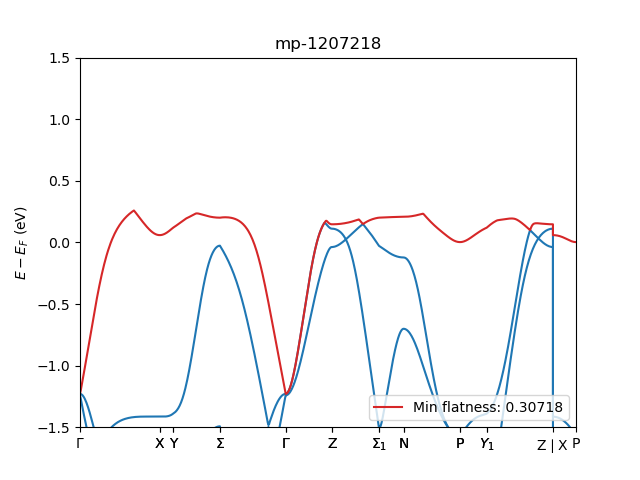 mp-1207218
E − E_F (eV)
1.5
1.0
0.5
0.0
−0.5
−1.0
−1.5
Min flatness: 0.30718
Γ X Y Σ Γ Z Σ₁ N P Y₁ Z | X P